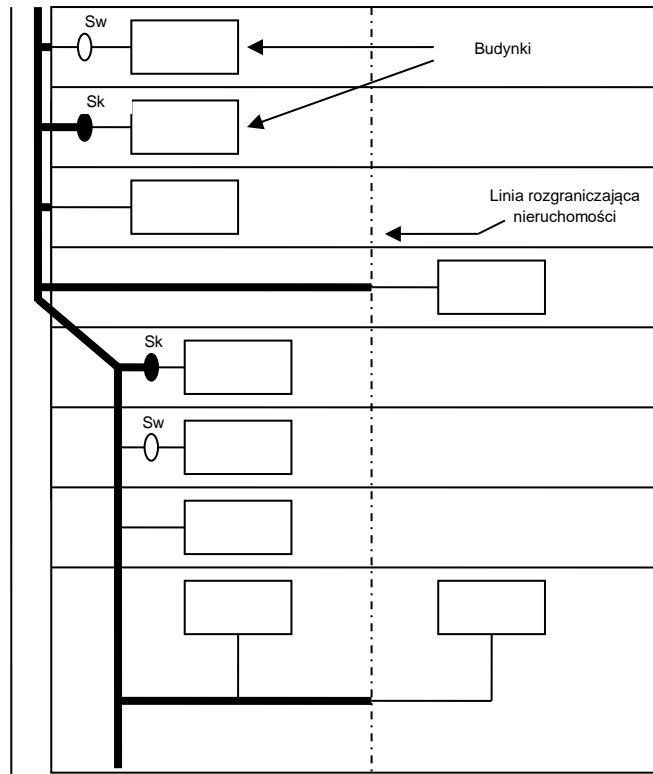 Sw
Budynki
Sk
Linia rozgraniczająca
nieruchomości
Sk
Sw